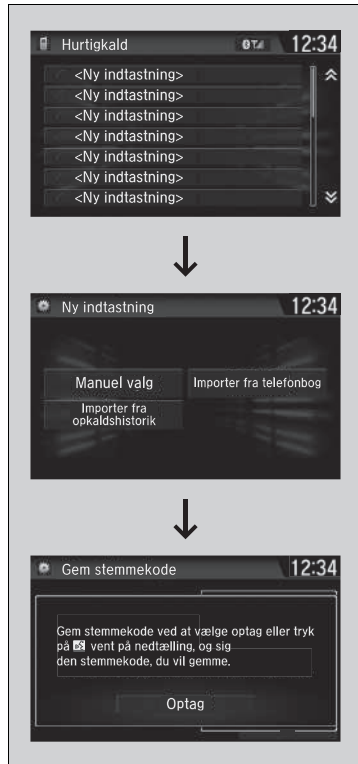 Hurtigkald 12:34
<Ny indtastning>
<Ny indtastning>
<Ny indtastning>
<Ny indtastning>
<Ny indtastning>
<Ny indtastning>
<Ny indtastning>
Ny indtastning 12:34
Manuel valg Importer fra telefonbog
Importer fra
opkaldshistorik
Gem stemmekode 12:34
Gem stemmekode ved at vælge optag eller tryk
på vent på nedtælling, og sig
den stemmekode, du vil gemme.
Optag